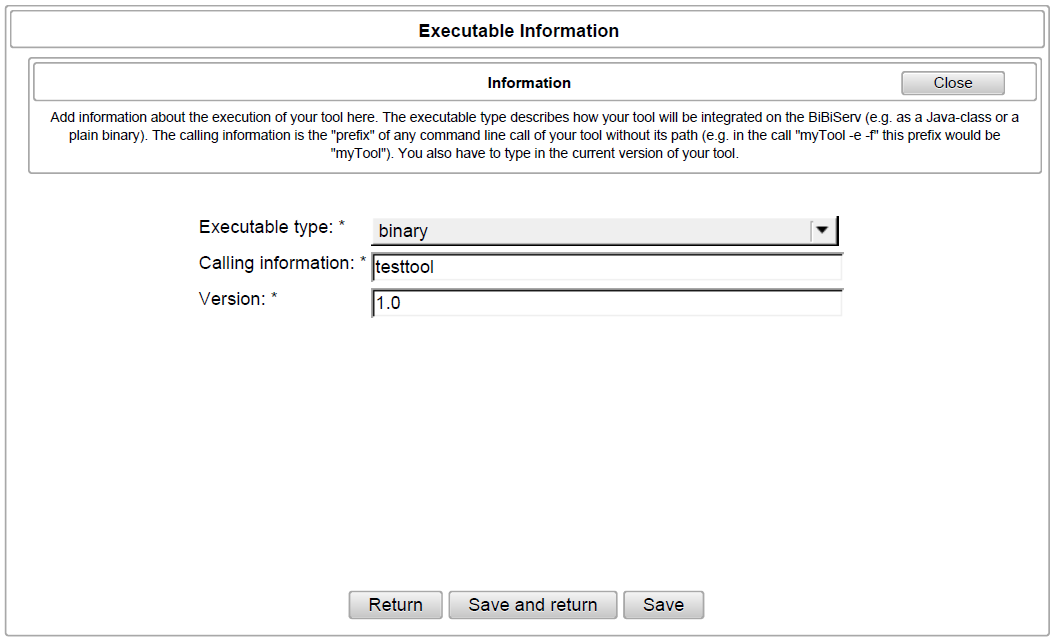 Executable Information
Information
Close
Add information about the execution of your tool here. The executable type describes how your tool will be integrated on the BiBiServ (e.g. as a Java-class or a
plain binary). The calling information is the "prefix" of any command line call of your tool without its path (e.g. in the call "myTool -e -f" this prefix would be
"myTool"). You also have to type in the current version of your tool.
Executable type: * binary
Calling information: * testtool
Version: * 1.0
Return Save and return Save